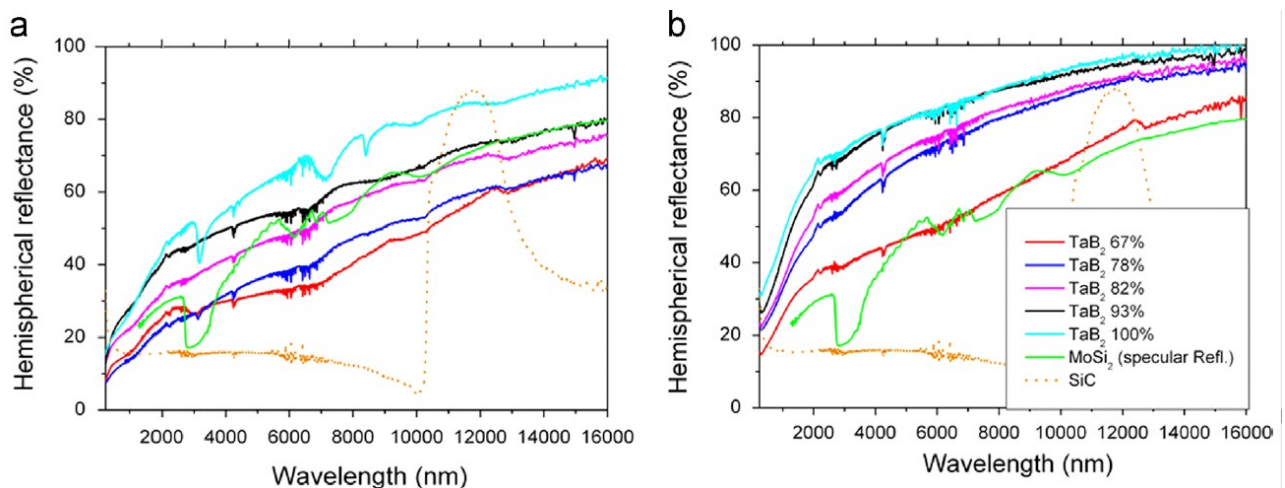 a
100
80
60
40
20
0
Hemispherical reflectance (%)
2000 4000 6000 8000 10000 12000 14000 16000
Wavelength (nm)
b
100
80
60
40
20
0
Hemispherical reflectance (%)
TaB₂ 67%
TaB₂ 78%
TaB₂ 82%
TaB₂ 93%
TaB₂ 100%
MoSi₂ (specular Refl.)
SiC
2000 4000 6000 8000 10000 12000 14000 16000
Wavelength (nm)